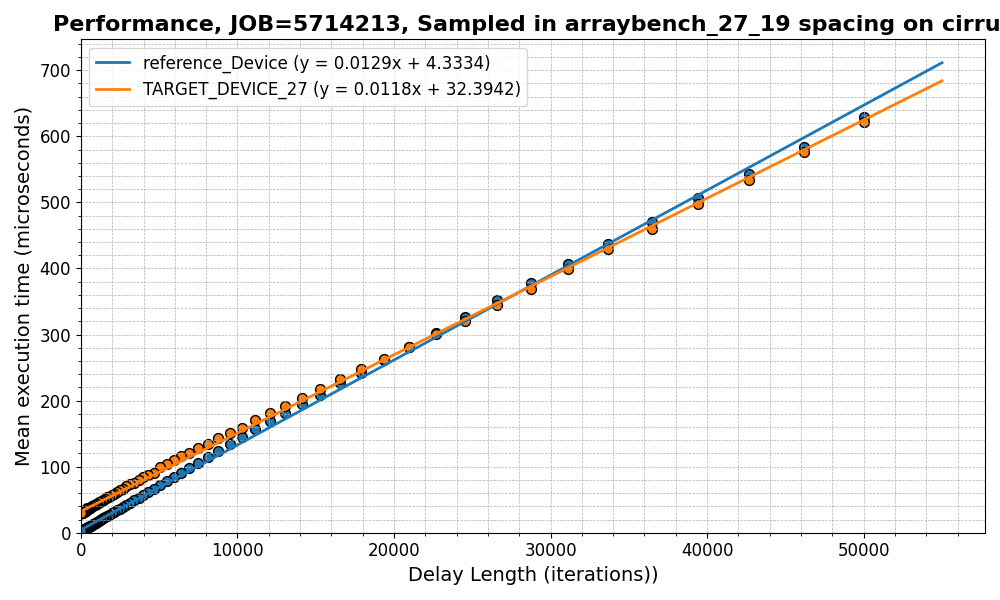 Performance, JOB=5714213, Sampled in arraybench_27_19 spacing on cirru
reference_Device (y = 0.0129x + 4.3334)
TARGET_DEVICE_27 (y = 0.0118x + 32.3942)
Mean execution time (microseconds)
700
600
500
400
300
200
100
0
0 10000 20000 30000 40000 50000
Delay Length (iterations))